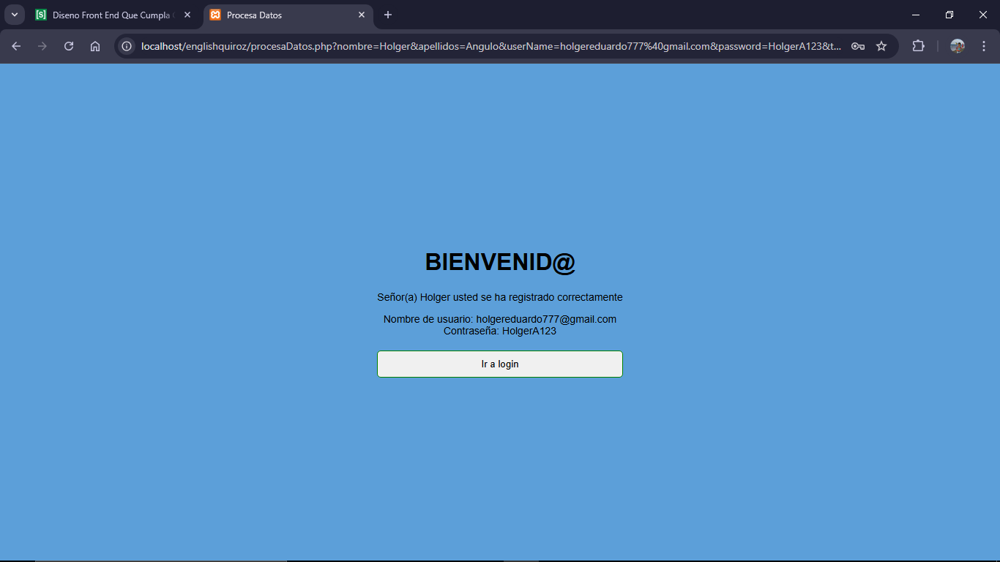 Diseno Front End Que Cumpla
Procesa Datos
localhost/englishquiroz/procesaDatos.php?nombre=Holger&apellidos=Angulo&userName=holgereduardo777%40gmail.com&password=HolgerA123&t...
BIENVENID@
Señor(a) Holger usted se ha registrado correctamente
Nombre de usuario: holgereduardo777@gmail.com
Contraseña: HolgerA123
Ir a login